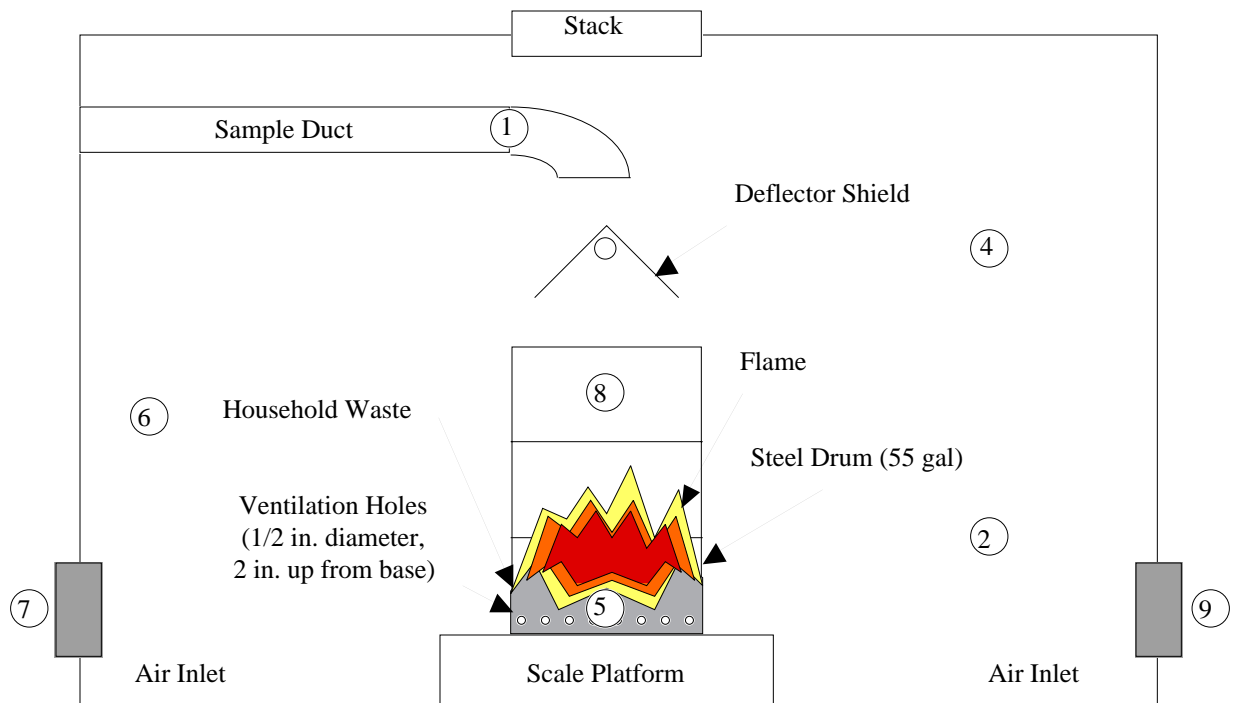 Stack
Sample Duct
1
Deflector Shield
4
Flame
8
Household Waste
6
Steel Drum (55 gal)
Ventilation Holes
(1/2 in. diameter,
2 in. up from base)
2
7
5
9
Air Inlet
Scale Platform
Air Inlet